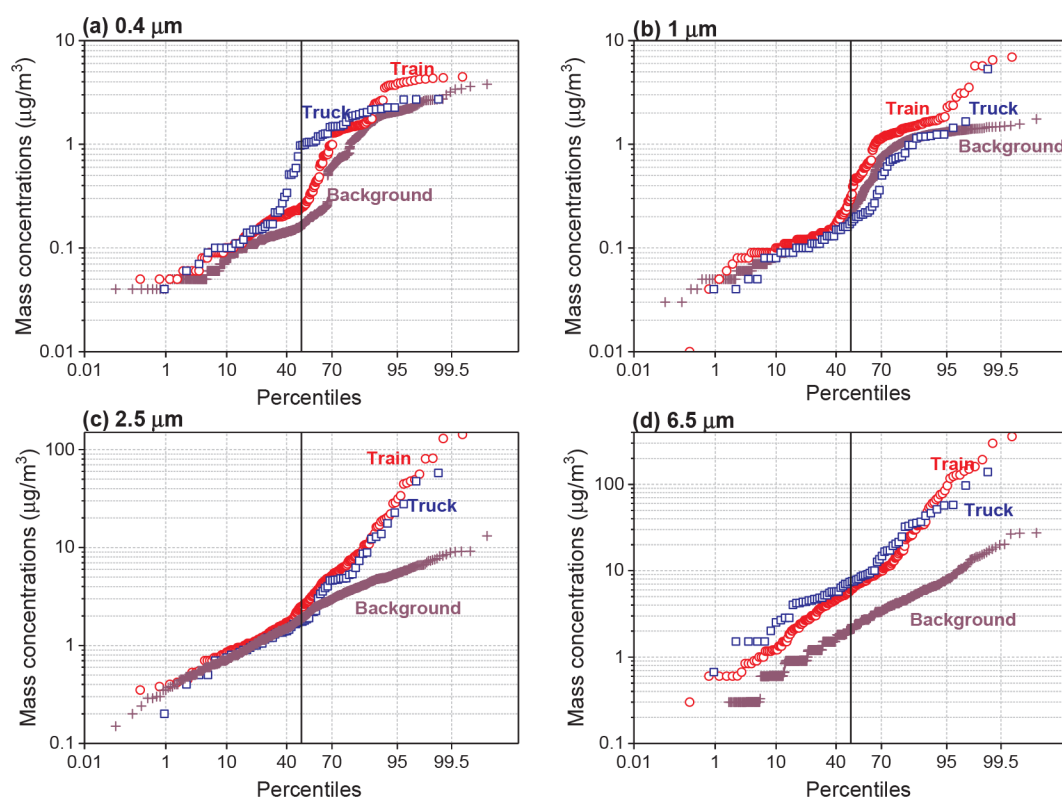 (a) 0.4 μm
Mass concentrations (μg/m³)
10
1
0.1
0.01
Train
Truck
Background
0.01 1 10 40 70 95 99.5
Percentiles
(b) 1 μm
Mass concentrations (μg/m³)
10
1
0.1
0.01
Train
Truck
Background
0.01 1 10 40 70 95 99.5
Percentiles
(c) 2.5 μm
Mass concentrations (μg/m³)
100
10
1
0.1
Train
Truck
Background
0.01 1 10 40 70 95 99.5
Percentiles
(d) 6.5 μm
Mass concentrations (μg/m³)
100
10
1
0.1
Train
Truck
Background
0.01 1 10 40 70 95 99.5
Percentiles